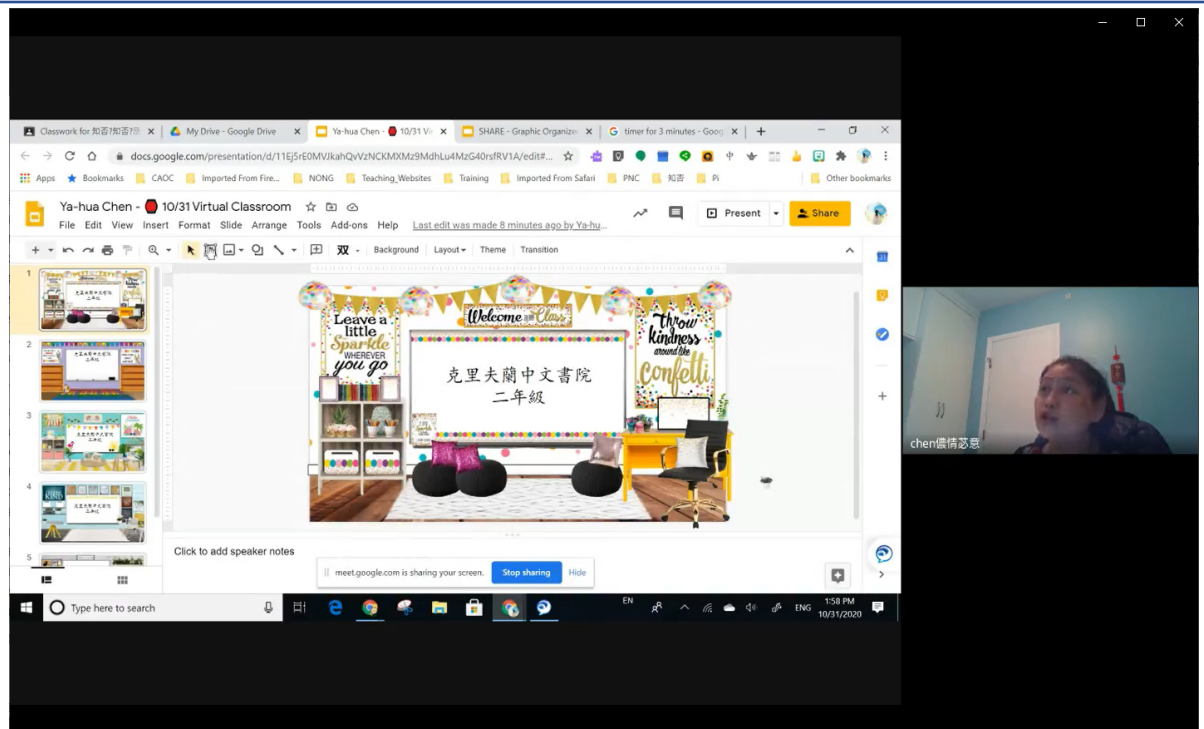 Classwork for 知否?知否?
My Drive - Google Drive
Ya-hua Chen - 10/31 Vi
SHARE - Graphic Organize
timer for 3 minutes - Goog
docs.google.com/presentation/d/11Ej5rE0MVJkahQvVzNCKMXMz9MdhLu4MzG40rsfRV1A/edit#...
Apps Bookmarks CAOC Imported From Fire... NONG Teaching_Websites Training Imported From Safari PNC 知否 Pi Other bookmarks
Ya-hua Chen - 10/31 Virtual Classroom
Present Share
File Edit View Insert Format Slide Arrange Tools Add-ons Help Last edit was made 8 minutes ago by Ya-hu...
Background Layout Theme Transition
1
2
3
4
5
Leave a
little
Sparkle
WHEREVER
you go
Welcome Class
Throw
kindness
around like
Confetti
克里夫蘭中文書院
二年級
chen儂情苾意
Click to add speaker notes
meet.google.com is sharing your screen. Stop sharing Hide
Type here to search
EN
ENG
1:58 PM
10/31/2020